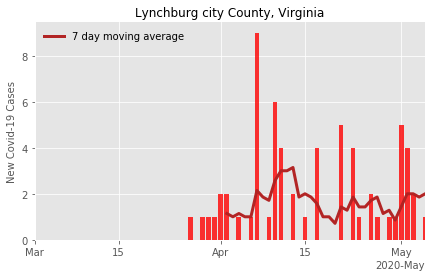 Lynchburg city County, Virginia
7 day moving average
New Covid-19 Cases
8
6
4
2
0
Mar 15 Apr 15 May
2020-May